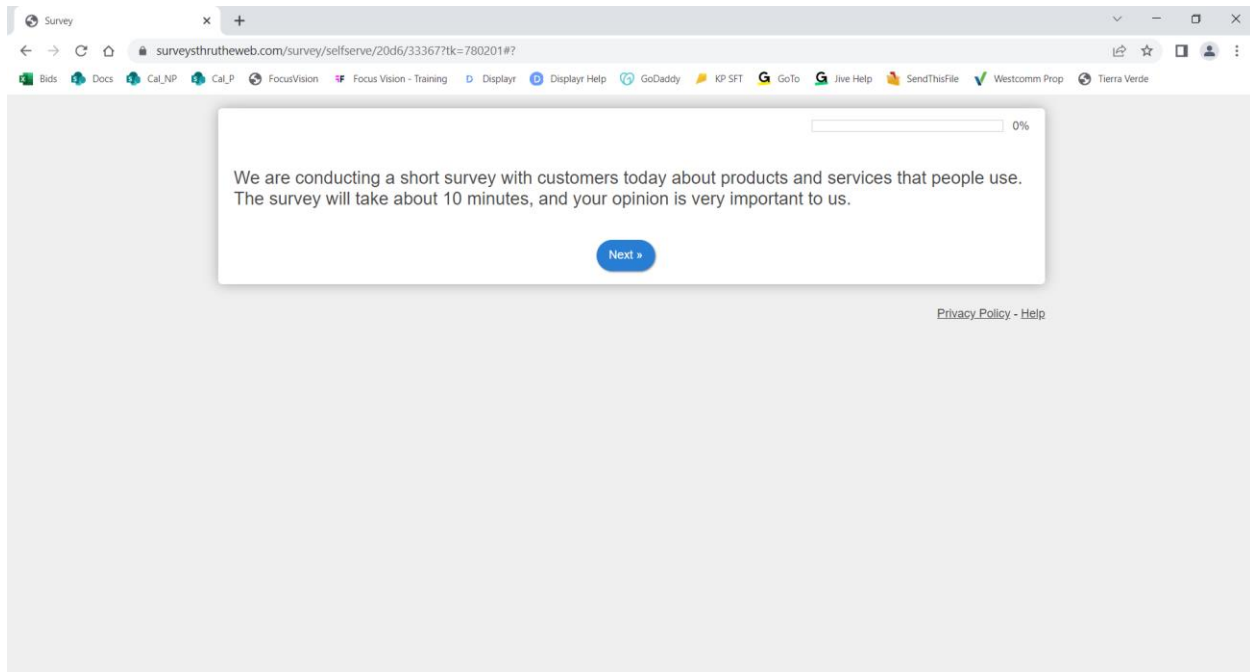 Survey
surveysthrutheweb.com/survey/selfserve/20d6/33367?tk=780201#?
Bids Docs Cal_NP Cal_P FocusVision Focus Vision - Training Displayr Displayr Help GoDaddy KP SFT GoTo Jive Help SendThisFile Westcomm Prop Tierra Verde
0%
We are conducting a short survey with customers today about products and services that people use.
The survey will take about 10 minutes, and your opinion is very important to us.
Next »
Privacy Policy - Help